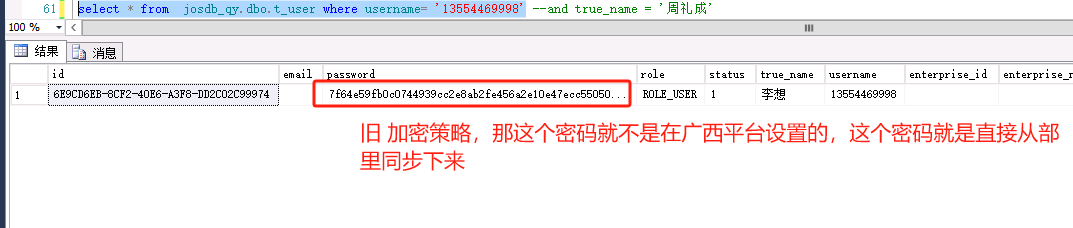 61 select * from josdb_qy.dbo.t_user where username= '13554469998' --and true_name = '周礼成'
100 %
结果 消息
id email password role status true_name username enterprise_id enterprise_n
1 6E9CD6EB-8CF2-40E6-A3F8-DD2C02C99974 7f64e59fb0c0744939cc2e8ab2fe456a2e10e47ecc55050... ROLE_USER 1 李想 13554469998
旧 加密策略，那这个密码就不是在广西平台设置的，这个密码就是直接从部
里同步下来